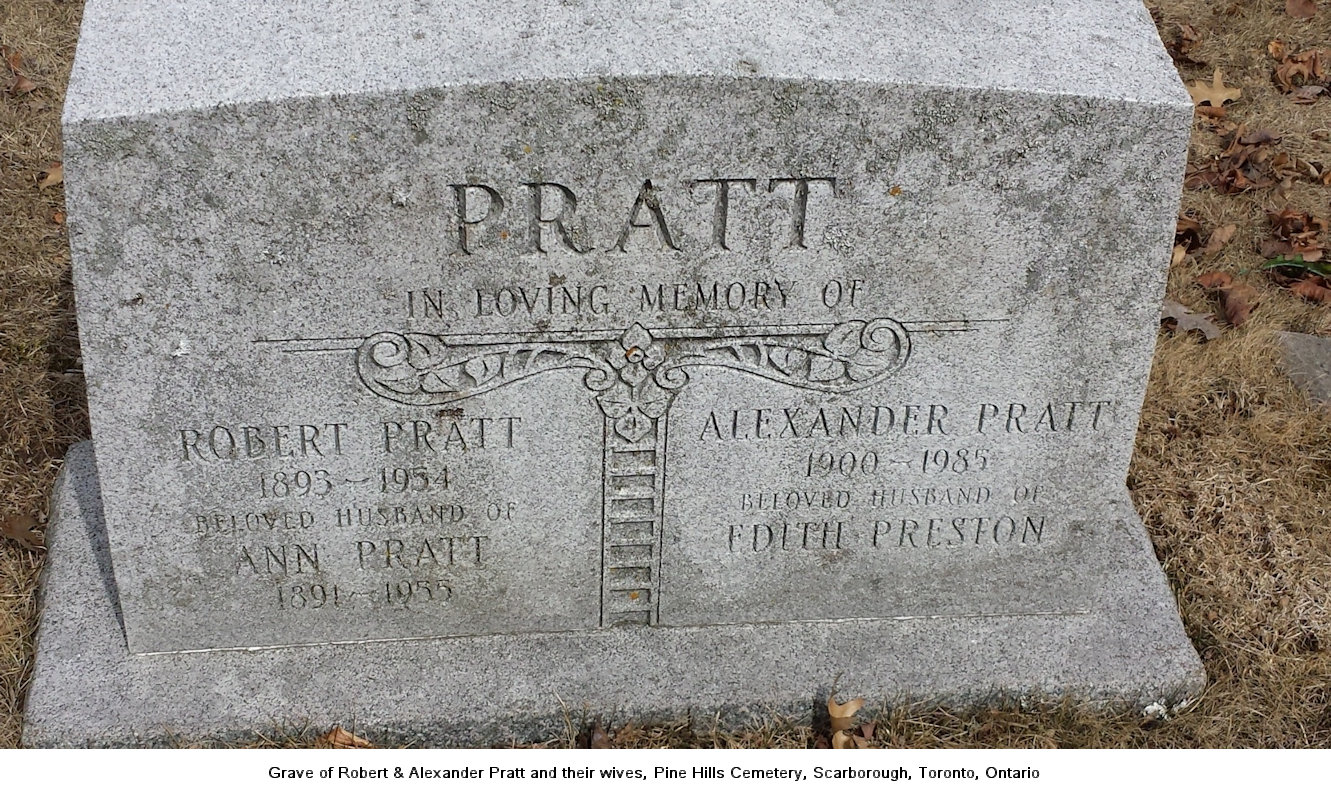 PRATT
IN LOVING MEMORY OF
ROBERT PRATT
1893 - 1954
BELOVED HUSBAND OF
ANN PRATT
1891 - 1955
ALEXANDER PRATT
1900 - 1985
BELOVED HUSBAND OF
EDITH PRESTON
Grave of Robert & Alexander Pratt and their wives, Pine Hills Cemetery, Scarborough, Toronto, Ontario